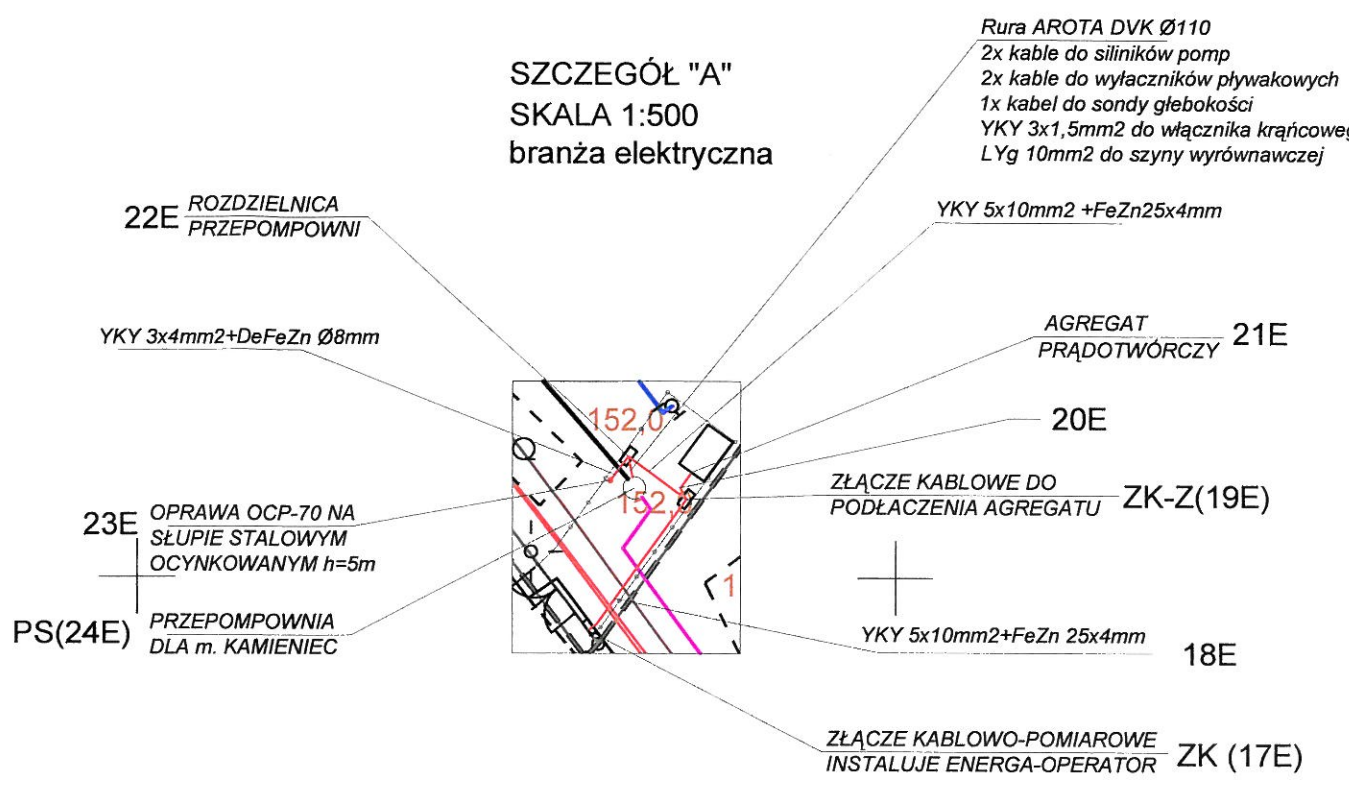 Rura AROTA DVK Ø110
2x kable do siliników pomp
2x kable do wyłaczników pływakowych
1x kabel do sondy głebokości
YKY 3x1,5mm2 do włącznika krańcoweg
LYg 10mm2 do szyny wyrównawczej
SZCZEGÓŁ "A"
SKALA 1:500
branża elektryczna
22E ROZDZIELNICA
PRZEPOMPOWNI
YKY 5x10mm2 +FeZn25x4mm
YKY 3x4mm2+DeFeZn Ø8mm
AGREGAT
PRĄDOTWÓRCZY 21E
20E
152,0
ZŁĄCZE KABLOWE DO
PODŁACZENIA AGREGATU ZK-Z(19E)
23E OPRAWA OCP-70 NA
SŁUPIE STALOWYM
OCYNKOWANYM h=5m
PS(24E) PRZEPOMPOWNIA
DLA m. KAMIENIEC
1
YKY 5x10mm2+FeZn 25x4mm
18E
ZŁĄCZE KABLOWO-POMIAROWE
INSTALUJE ENERGA-OPERATOR ZK (17E)